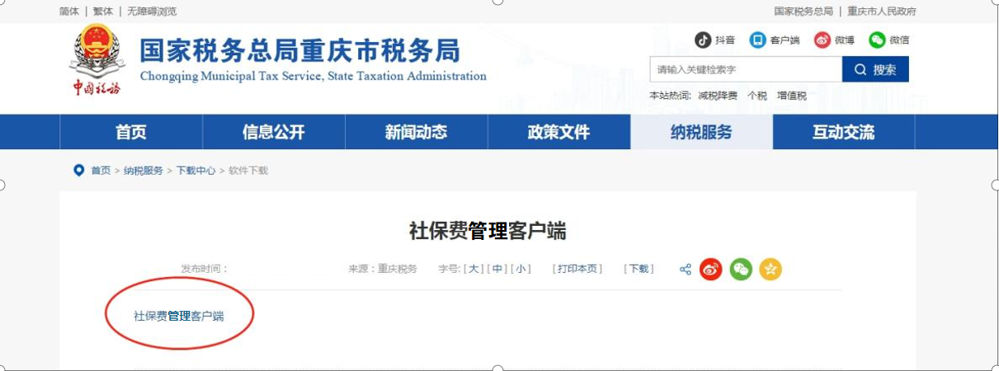 简体 | 繁体 | 无障碍浏览 国家税务总局 | 重庆市人民政府
抖音 客户端 微博 微信
国家税务总局重庆市税务局
Chongqing Municipal Tax Service, State Taxation Administration
中国税务
请输入关键检索字 搜索
本站热词: 减税降费 个税 增值税
首页 信息公开 新闻动态 政策文件 纳税服务 互动交流
首页 > 纳税服务 > 下载中心 > 软件下载
社保费管理客户端
发布时间： 来源：重庆税务 字号:[大][中][小] [打印本页] [下载]
社保费管理客户端